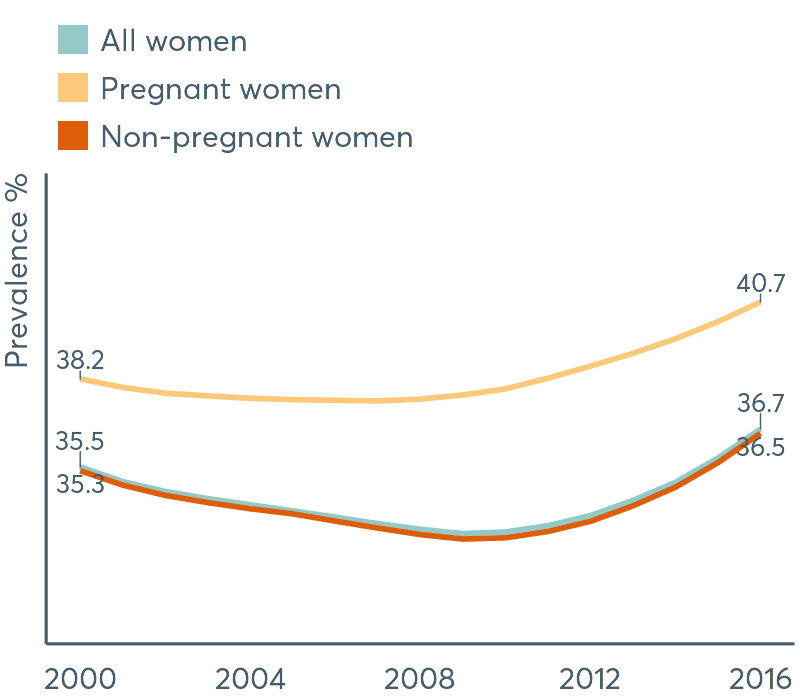 All women
Pregnant women
Non-pregnant women
Prevalence %
40.7
38.2
36.7
35.5
36.5
35.3
2000 2004 2008 2012 2016